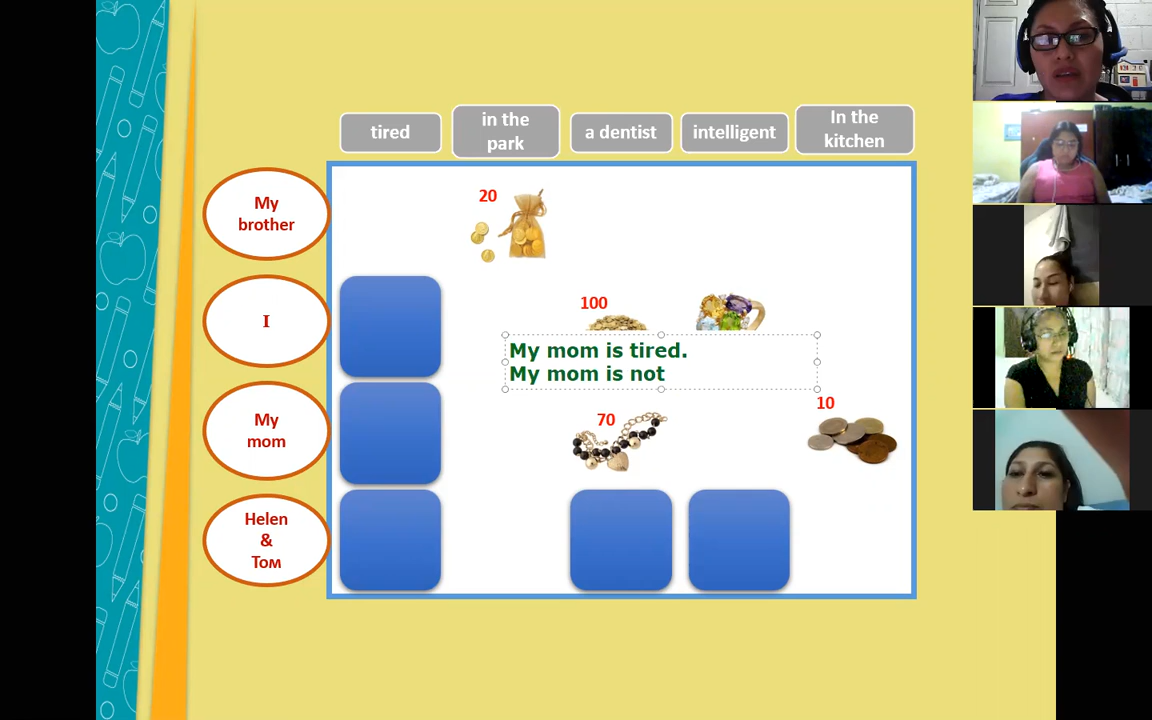 tired
in the
park
a dentist
intelligent
In the
kitchen
My
brother
20
I
100
My mom is tired.
My mom is not
My
mom
70
10
Helen
&
Tом